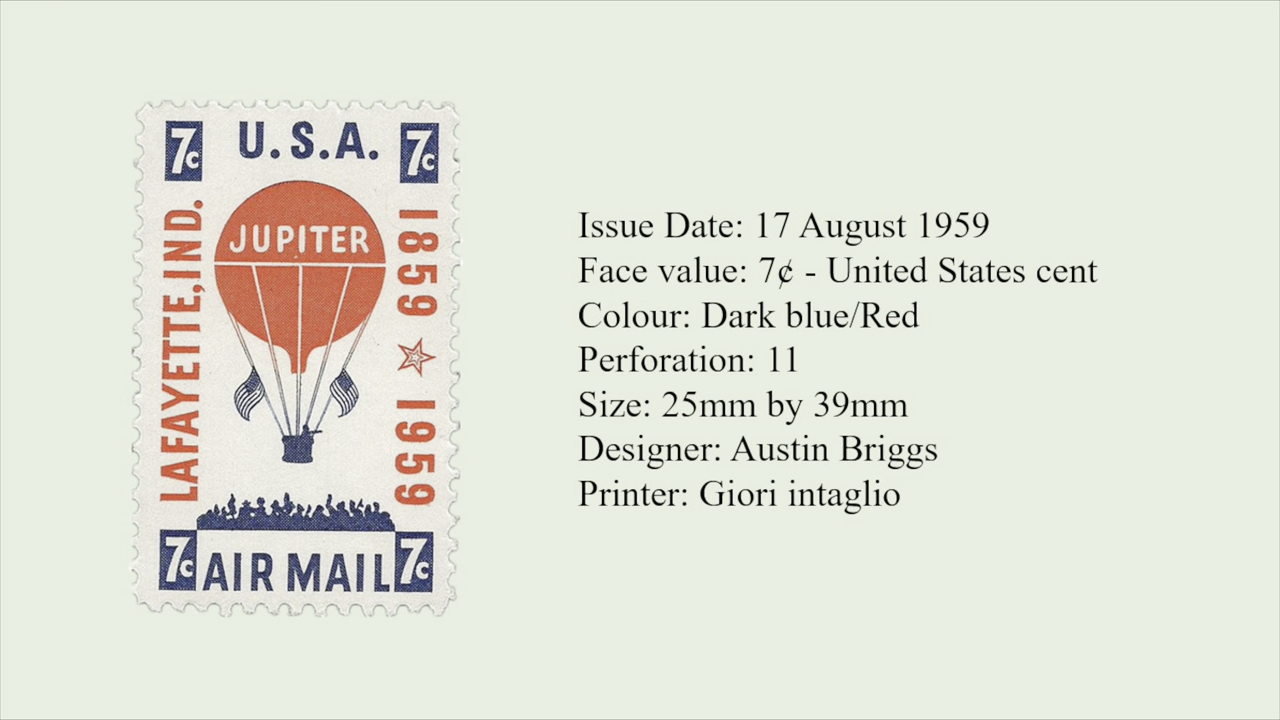 7c U.S.A. 7c
LAFAYETTE, IND.
JUPITER
1859 ☆ 1959
7c AIR MAIL 7c
Issue Date: 17 August 1959
Face value: 7¢ - United States cent
Colour: Dark blue/Red
Perforation: 11
Size: 25mm by 39mm
Designer: Austin Briggs
Printer: Giori intaglio